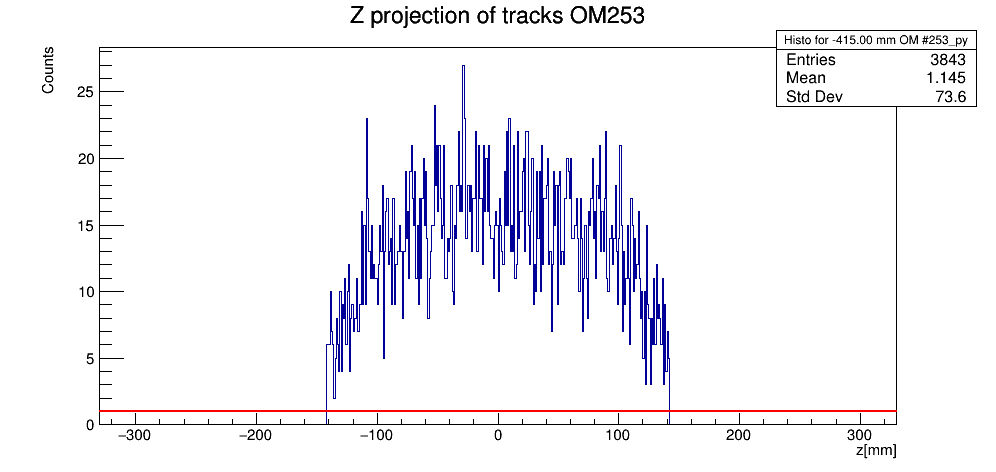 Z projection of tracks OM253
Histo for -415.00 mm OM #253_py
Entries 3843
Mean 1.145
Std Dev 73.6
Counts
25
20
15
10
5
0
−300 −200 −100 0 100 200 300
z[mm]